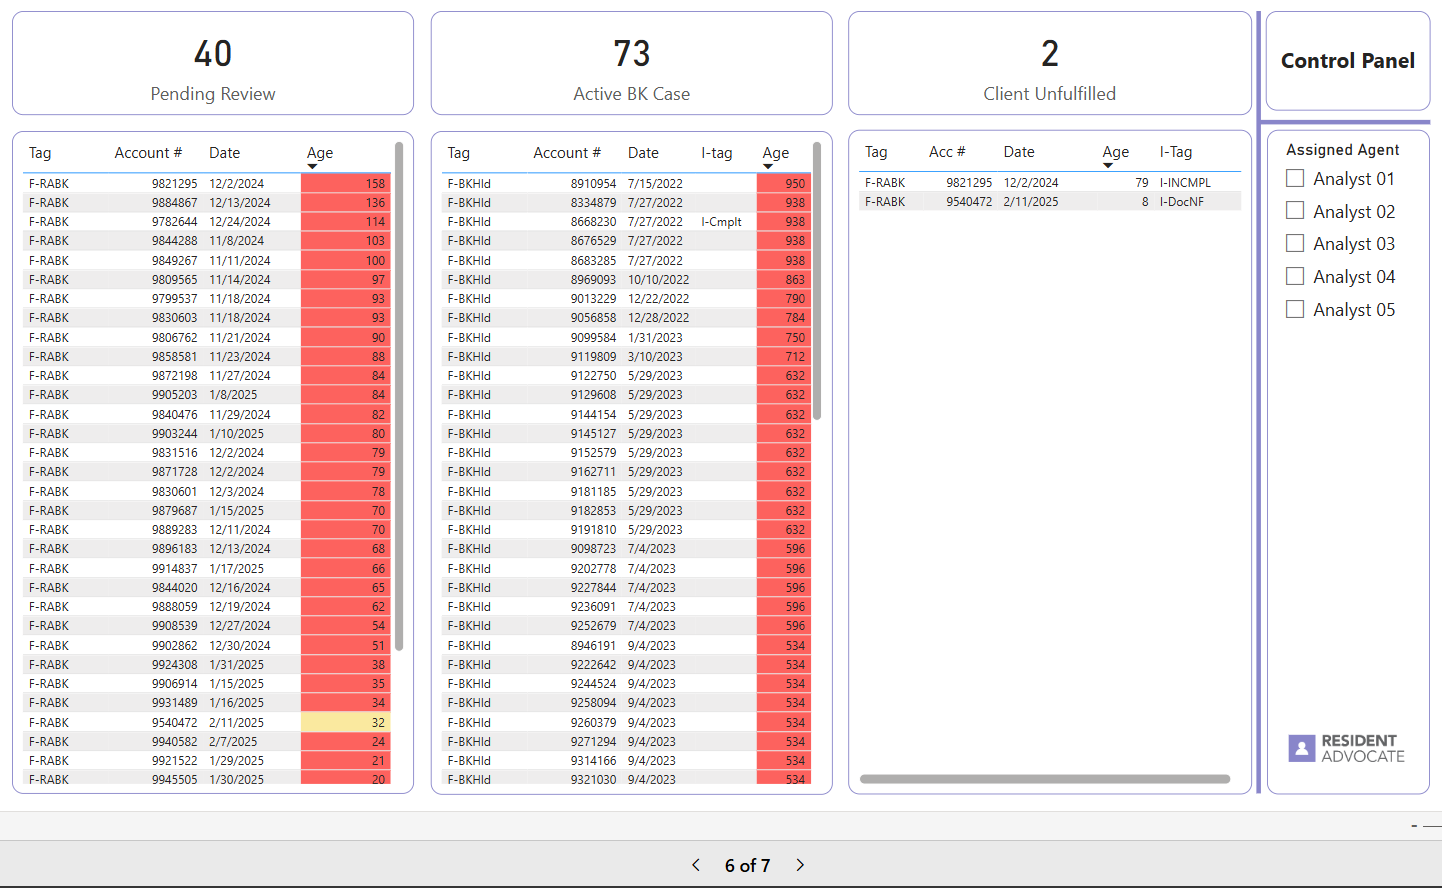 40
Pending Review
73
Active BK Case
2
Client Unfulfilled
Control Panel
Tag Account # Date Age
F-RABK 9821295 12/2/2024 158
F-RABK 9884867 12/13/2024 136
F-RABK 9782644 12/24/2024 114
F-RABK 9844288 11/8/2024 103
F-RABK 9849267 11/11/2024 100
F-RABK 9809565 11/14/2024 97
F-RABK 9799537 11/18/2024 93
F-RABK 9830603 11/18/2024 93
F-RABK 9806762 11/21/2024 90
F-RABK 9858581 11/23/2024 88
F-RABK 9872198 11/27/2024 84
F-RABK 9905203 1/8/2025 84
F-RABK 9840476 11/29/2024 82
F-RABK 9903244 1/10/2025 80
F-RABK 9831516 12/2/2024 79
F-RABK 9871728 12/2/2024 79
F-RABK 9830601 12/3/2024 78
F-RABK 9879687 1/15/2025 70
F-RABK 9889283 12/11/2024 70
F-RABK 9896183 12/13/2024 68
F-RABK 9914837 1/17/2025 66
F-RABK 9844020 12/16/2024 65
F-RABK 9888059 12/19/2024 62
F-RABK 9908539 12/27/2024 54
F-RABK 9902862 12/30/2024 51
F-RABK 9924308 1/31/2025 38
F-RABK 9906914 1/15/2025 35
F-RABK 9931489 1/16/2025 34
F-RABK 9540472 2/11/2025 32
F-RABK 9940582 2/7/2025 24
F-RABK 9921522 1/29/2025 21
F-RABK 9945505 1/30/2025 20
Tag Account # Date I-tag Age
F-BKHld 8910954 7/15/2022 950
F-BKHld 8334879 7/27/2022 938
F-BKHld 8668230 7/27/2022 I-Cmplt 938
F-BKHld 8676529 7/27/2022 938
F-BKHld 8683285 7/27/2022 938
F-BKHld 8969093 10/10/2022 863
F-BKHld 9013229 12/22/2022 790
F-BKHld 9056858 12/28/2022 784
F-BKHld 9099584 1/31/2023 750
F-BKHld 9119809 3/10/2023 712
F-BKHld 9122750 5/29/2023 632
F-BKHld 9129608 5/29/2023 632
F-BKHld 9144154 5/29/2023 632
F-BKHld 9145127 5/29/2023 632
F-BKHld 9152579 5/29/2023 632
F-BKHld 9162711 5/29/2023 632
F-BKHld 9181185 5/29/2023 632
F-BKHld 9182853 5/29/2023 632
F-BKHld 9191810 5/29/2023 632
F-BKHld 9098723 7/4/2023 596
F-BKHld 9202778 7/4/2023 596
F-BKHld 9227844 7/4/2023 596
F-BKHld 9236091 7/4/2023 596
F-BKHld 9252679 7/4/2023 596
F-BKHld 8946191 9/4/2023 534
F-BKHld 9222642 9/4/2023 534
F-BKHld 9244524 9/4/2023 534
F-BKHld 9258094 9/4/2023 534
F-BKHld 9260379 9/4/2023 534
F-BKHld 9271294 9/4/2023 534
F-BKHld 9314166 9/4/2023 534
F-BKHld 9321030 9/4/2023 534
Tag Acc # Date Age I-Tag
F-RABK 9821295 12/2/2024 79 I-INCMPL
F-RABK 9540472 2/11/2025 8 I-DocNF
Assigned Agent
Analyst 01
Analyst 02
Analyst 03
Analyst 04
Analyst 05
RESIDENT
ADVOCATE
6 of 7